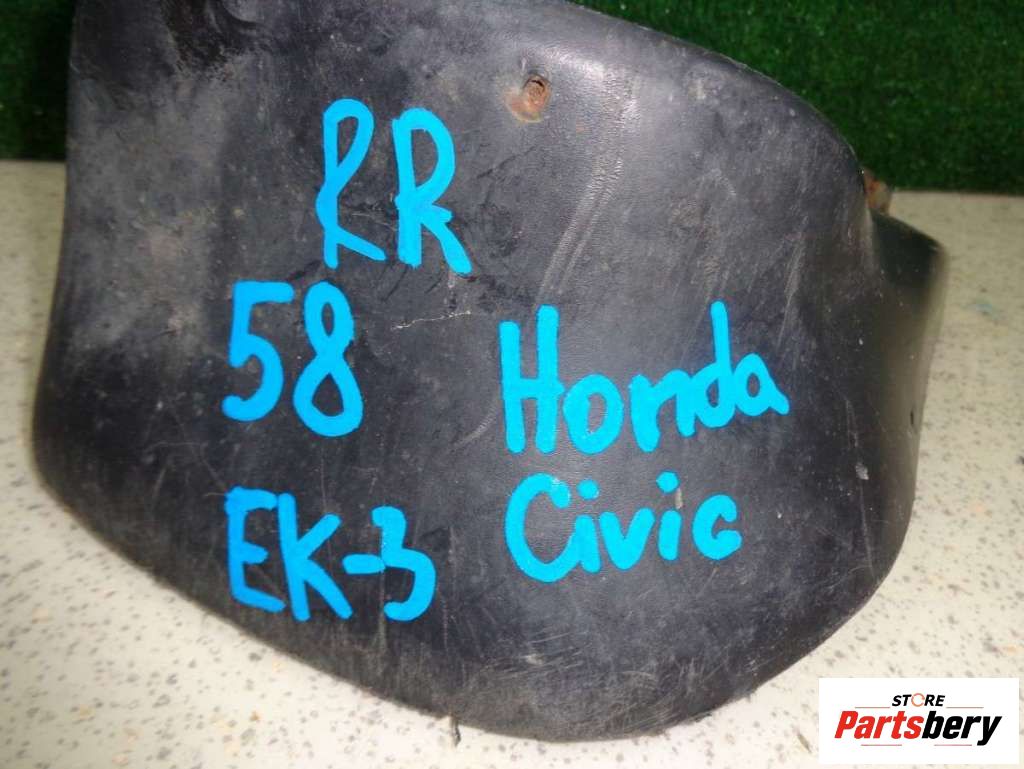 RR
58
Honda
EK-3
Civic
STORE
Partsbery